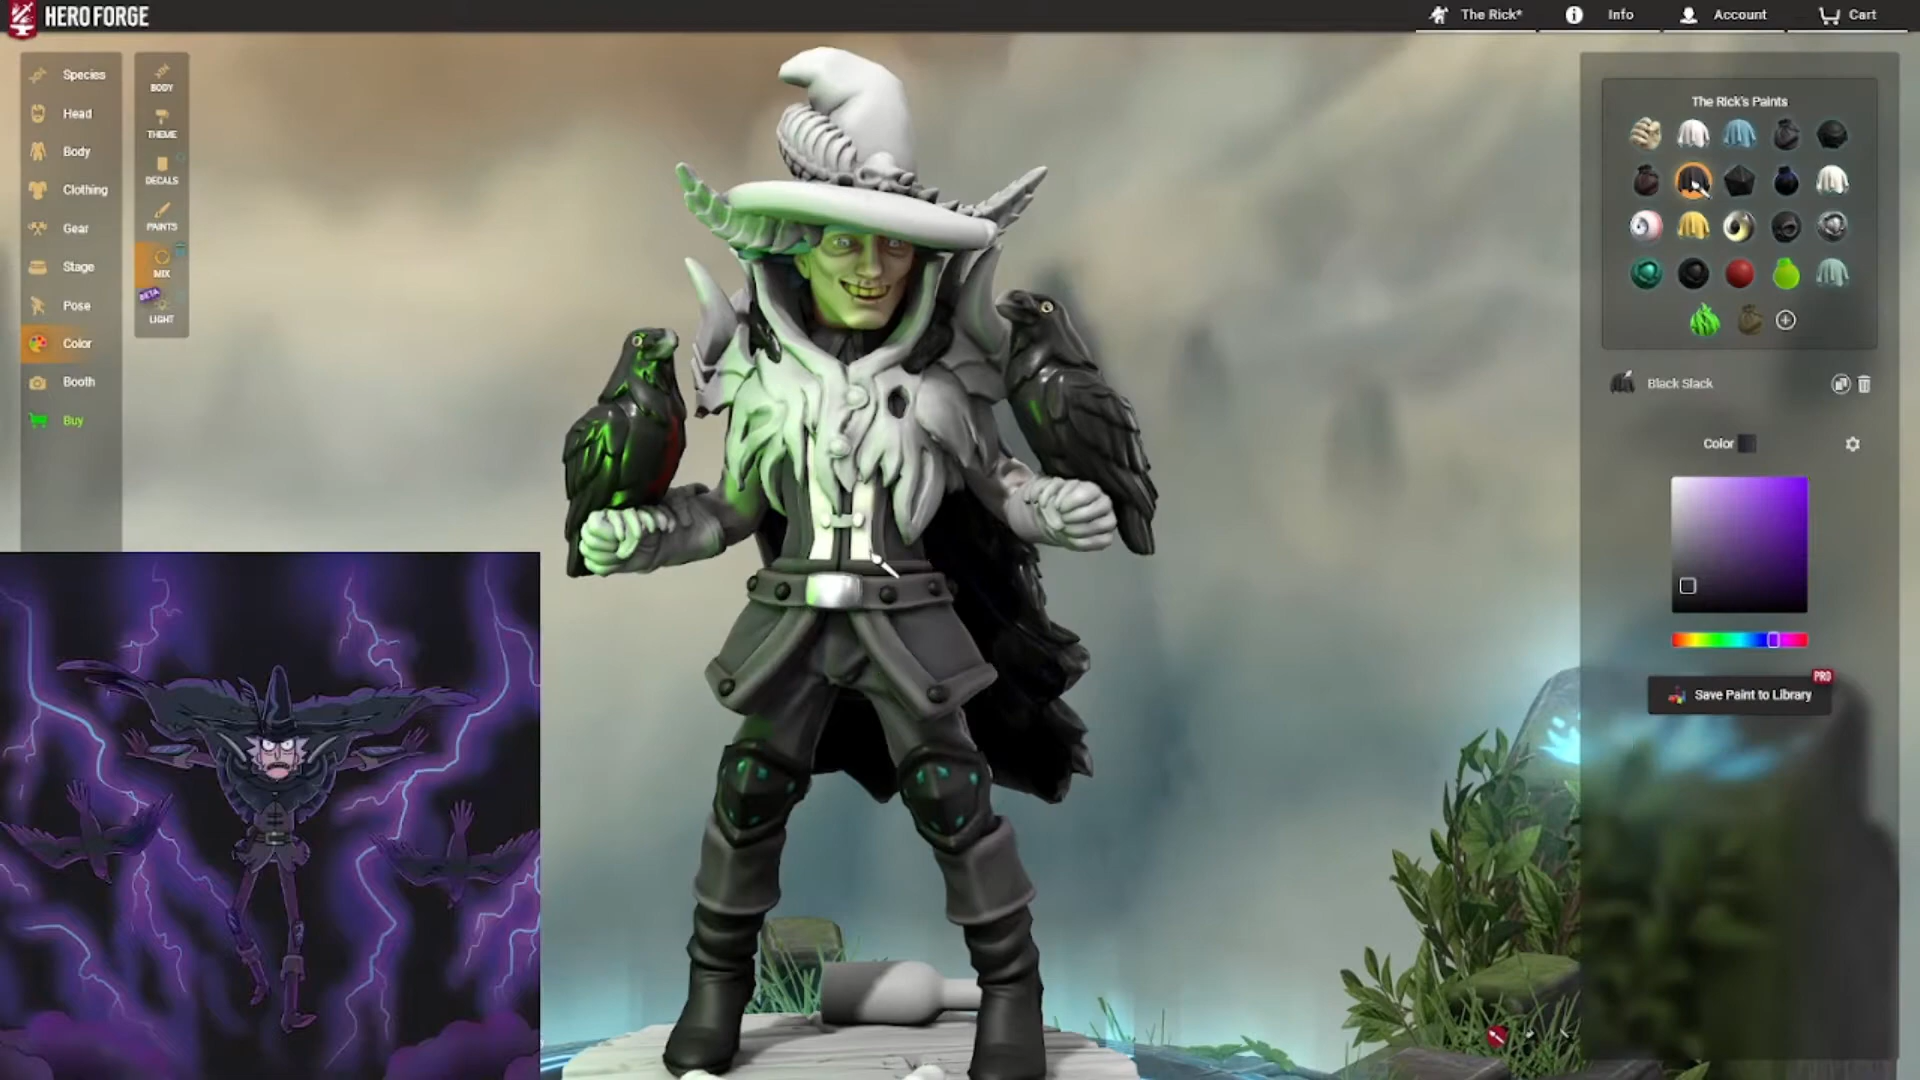 HERO FORGE
The Rick*
Info
Account
Cart
Species
Head
Body
Clothing
Gear
Stage
Pose
Color
Booth
Buy
BODY
THEME
DECALS
PAINTS
MIX
BETA
LIGHT
The Rick's Paints
Black Slack
Color
PRO
Save Paint to Library